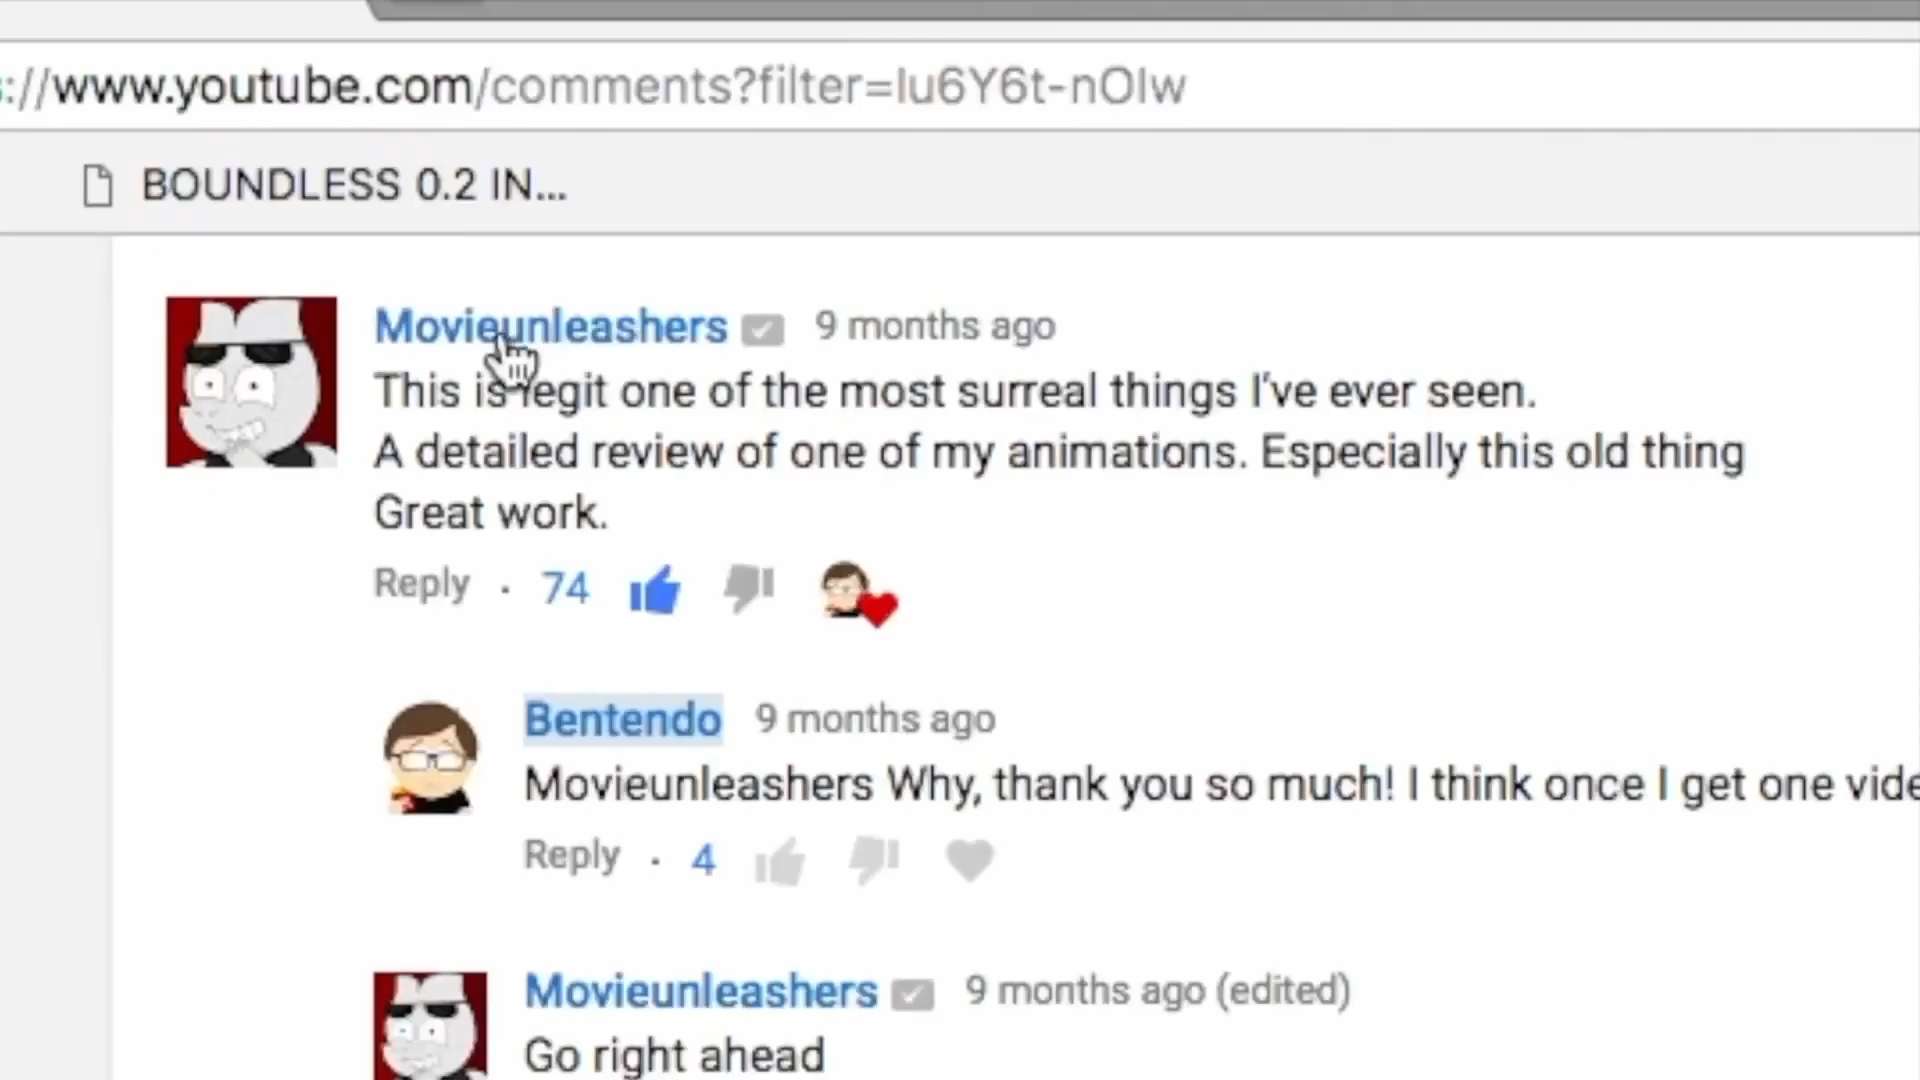 ://www.youtube.com/comments?filter=lu6Y6t-nOlw
BOUNDLESS 0.2 IN...
Movieunleashers 9 months ago
This is legit one of the most surreal things I've ever seen.
A detailed review of one of my animations. Especially this old thing
Great work.
Reply · 74
Bentendo 9 months ago
Movieunleashers Why, thank you so much! I think once I get one vide
Reply · 4
Movieunleashers 9 months ago (edited)
Go right ahead